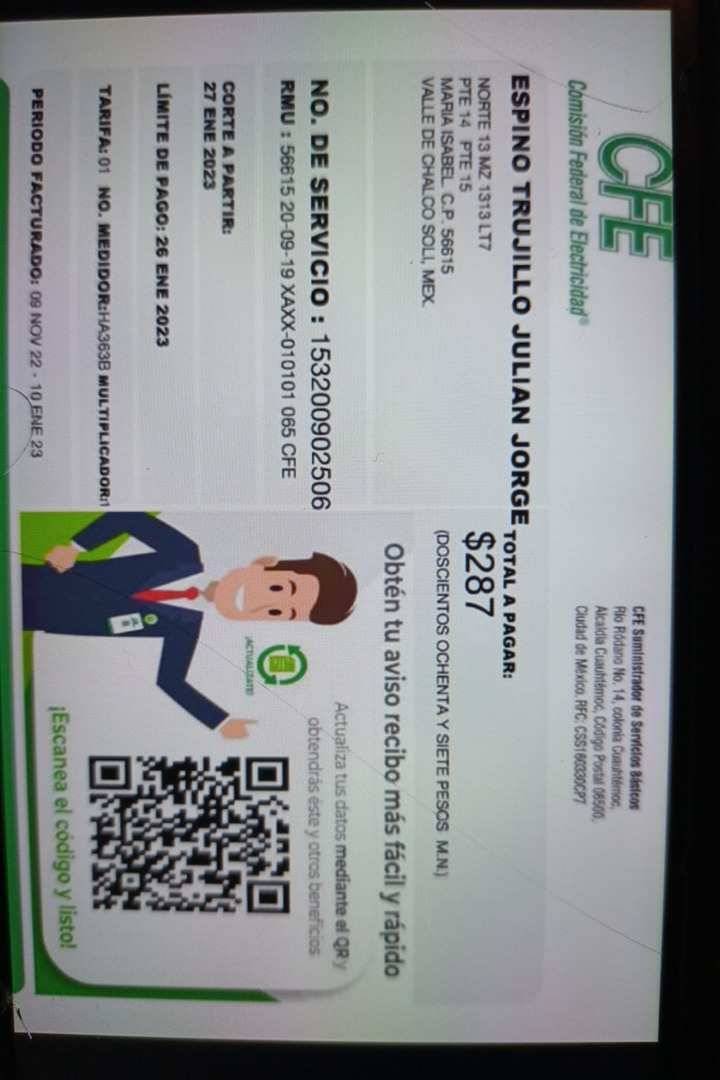 CFE
Comisión Federal de Electricidad®
CFE Suministrador de Servicios Básicos
Río Ródano No. 14, colonia Cuauhtémoc,
Alcaldía Cuauhtémoc, Código Postal 06500,
Ciudad de México. RFC: CSS160330CP7
ESPINO TRUJILLO JULIAN JORGE
NORTE 13 MZ 1313 LT7
PTE 14 PTE 15
MARIA ISABEL C.P. 56615
VALLE DE CHALCO SOLI, MEX.
TOTAL A PAGAR:
$287
(DOSCIENTOS OCHENTA Y SIETE PESOS M.N.)
NO. DE SERVICIO : 153200902506
RMU : 56615 20-09-19 XAXX-010101 065 CFE
CORTE A PARTIR:
27 ENE 2023
LÍMITE DE PAGO: 26 ENE 2023
TARIFA: 01 NO. MEDIDOR:HA363B MULTIPLICADOR:1
PERIODO FACTURADO: 09 NOV 22 - 10 ENE 23
Obtén tu aviso recibo más fácil y rápido
Actualiza tus datos mediante el QR y
obtendrás éste y otros beneficios
¡ACTUALÍZATE!
¡Escanea el código y listo!